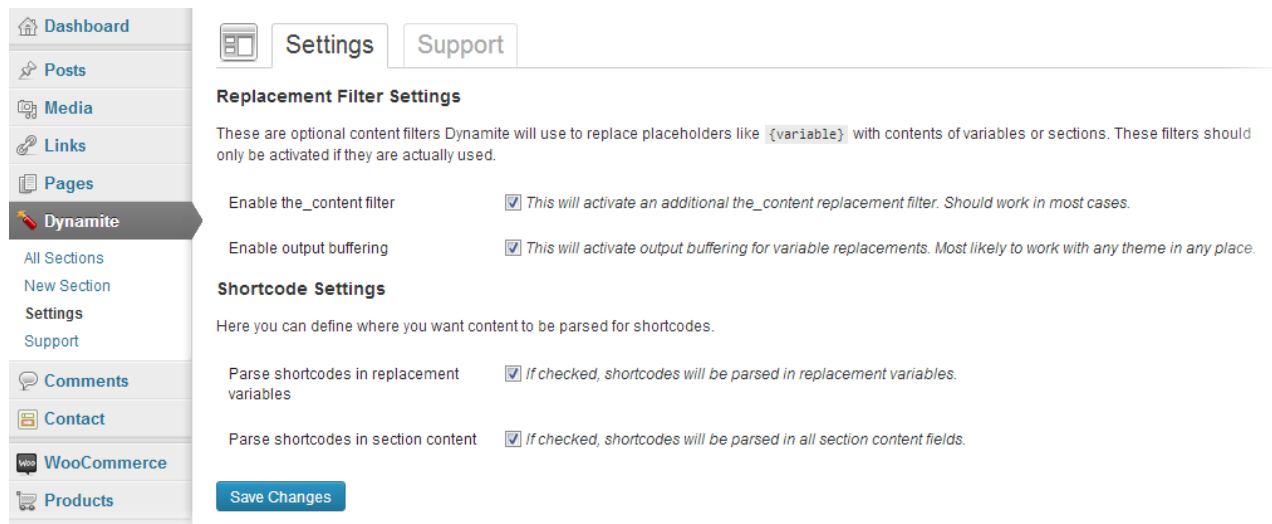 Dashboard
Posts
Media
Links
Pages
Dynamite
All Sections
New Section
Settings
Support
Comments
Contact
Woo WooCommerce
Products
Settings Support
Replacement Filter Settings
These are optional content filters Dynamite will use to replace placeholders like {variable} with contents of variables or sections. These filters should
only be activated if they are actually used.
Enable the_content filter This will activate an additional the_content replacement filter. Should work in most cases.
Enable output buffering This will activate output buffering for variable replacements. Most likely to work with any theme in any place.
Shortcode Settings
Here you can define where you want content to be parsed for shortcodes.
Parse shortcodes in replacement If checked, shortcodes will be parsed in replacement variables.
variables
Parse shortcodes in section content If checked, shortcodes will be parsed in all section content fields.
Save Changes